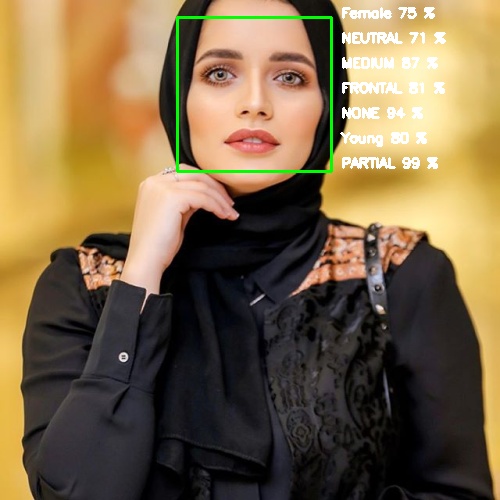 Female 75 %
NEUTRAL 71 %
MEDIUM 87 %
FRONTAL 81 %
NONE 94 %
Young 80 %
PARTIAL 99 %